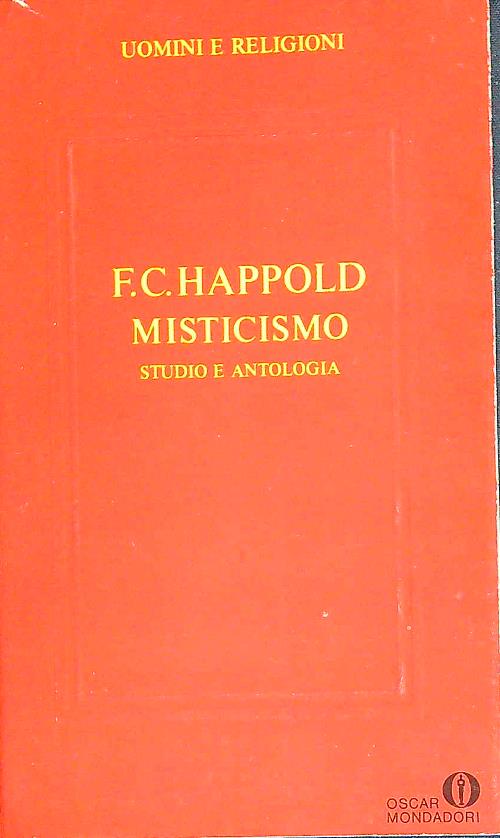 UOMINI E RELIGIONI
F.C. HAPPOLD
MISTICISMO
STUDIO E ANTOLOGIA
OSCAR
MONDADORI